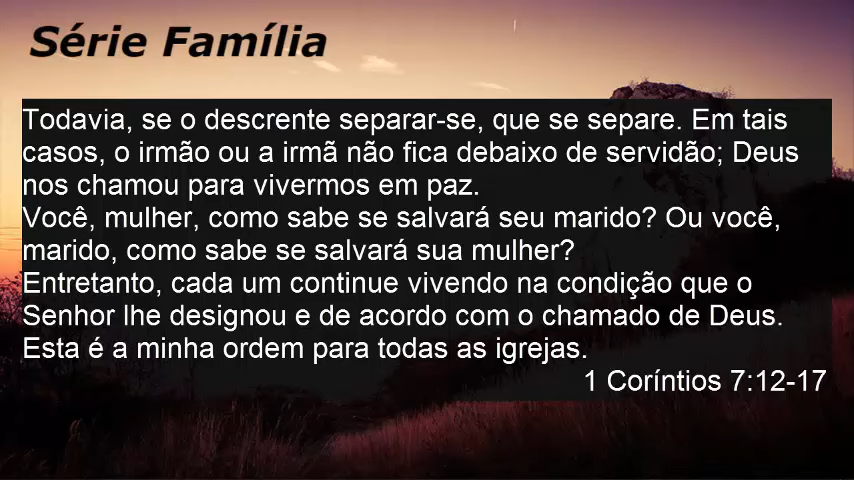 Série Família
Todavia, se o descrente separar-se, que se separe. Em tais
casos, o irmão ou a irmã não fica debaixo de servidão; Deus
nos chamou para vivermos em paz.
Você, mulher, como sabe se salvará seu marido? Ou você,
marido, como sabe se salvará sua mulher?
Entretanto, cada um continue vivendo na condição que o
Senhor lhe designou e de acordo com o chamado de Deus.
Esta é a minha ordem para todas as igrejas.
1 Coríntios 7:12-17